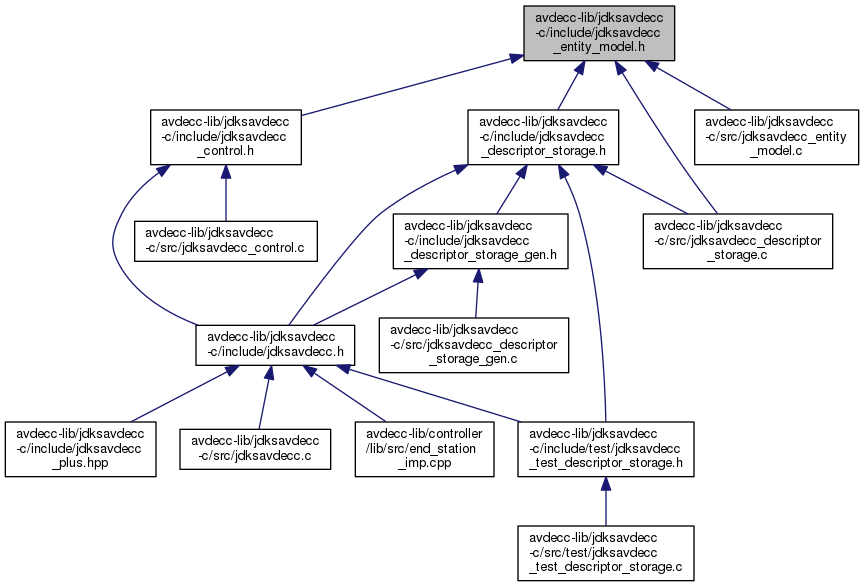 avdecc-lib/jdksavdecc
-c/include/jdksavdecc
_entity_model.h
avdecc-lib/jdksavdecc
-c/include/jdksavdecc
_control.h
avdecc-lib/jdksavdecc
-c/include/jdksavdecc
_descriptor_storage.h
avdecc-lib/jdksavdecc
-c/src/jdksavdecc_entity
_model.c
avdecc-lib/jdksavdecc
-c/src/jdksavdecc_control.c
avdecc-lib/jdksavdecc
-c/include/jdksavdecc
_descriptor_storage_gen.h
avdecc-lib/jdksavdecc
-c/src/jdksavdecc_descriptor
_storage.c
avdecc-lib/jdksavdecc
-c/include/jdksavdecc.h
avdecc-lib/jdksavdecc
-c/src/jdksavdecc_descriptor
_storage_gen.c
avdecc-lib/jdksavdecc
-c/include/jdksavdecc
_plus.hpp
avdecc-lib/jdksavdecc
-c/src/jdksavdecc.c
avdecc-lib/controller
/lib/src/end_station
_imp.cpp
avdecc-lib/jdksavdecc
-c/include/test/jdksavdecc
_test_descriptor_storage.h
avdecc-lib/jdksavdecc
-c/src/test/jdksavdecc
_test_descriptor_storage.c